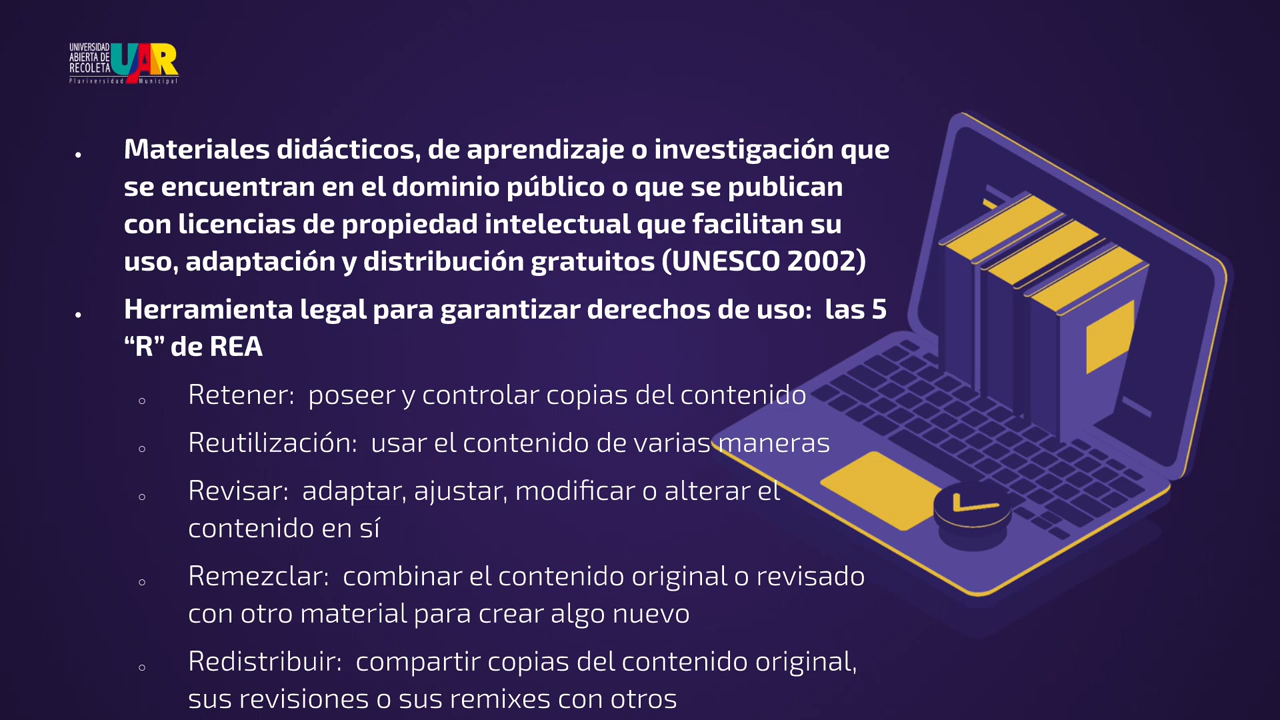 UNIVERSIDAD
ABIERTA DE
RECOLETA
UAR
Pluriversidad Municipal
• Materiales didácticos, de aprendizaje o investigación que
se encuentran en el dominio público o que se publican
con licencias de propiedad intelectual que facilitan su
uso, adaptación y distribución gratuitos (UNESCO 2002)
• Herramienta legal para garantizar derechos de uso:  las 5
“R” de REA
○ Retener:  poseer y controlar copias del contenido
○ Reutilización:  usar el contenido de varias maneras
○ Revisar:  adaptar, ajustar, modificar o alterar el
contenido en sí
○ Remezclar:  combinar el contenido original o revisado
con otro material para crear algo nuevo
○ Redistribuir:  compartir copias del contenido original,
sus revisiones o sus remixes con otros